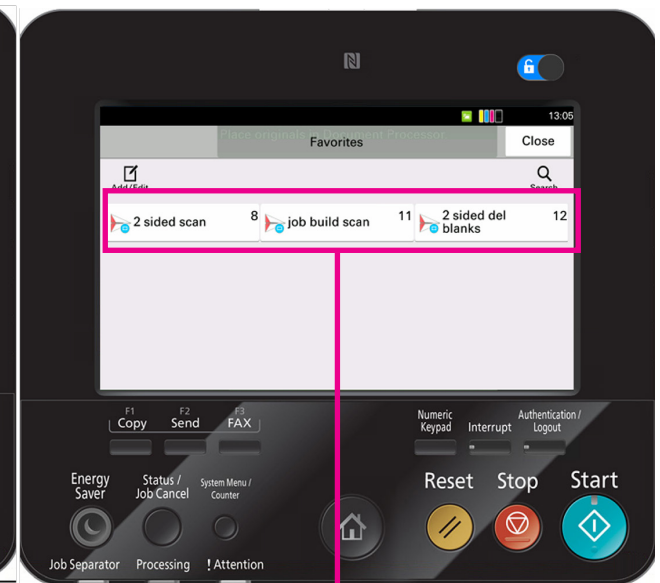 13:05
Place originals in Document Processor.
Favorites
Close
Add/Edit
Search
2 sided scan 8
job build scan 11
2 sided del 12
blanks
F1 F2 F3
Copy Send FAX
Numeric
Keypad
Interrupt
Authentication /
Logout
Energy
Saver
Status /
Job Cancel
System Menu /
Counter
Reset Stop Start
Job Separator Processing ! Attention